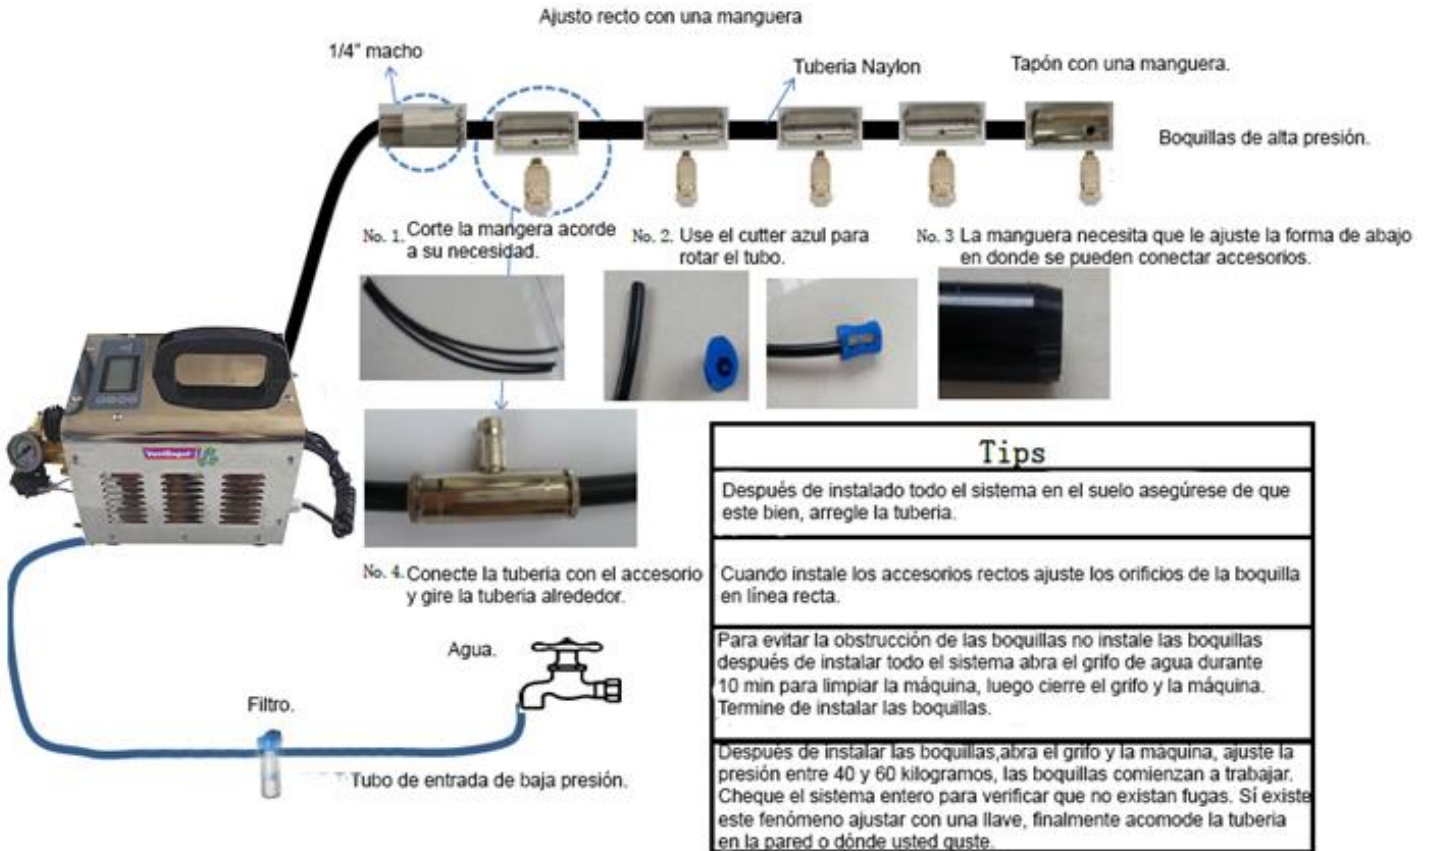 Ajusto recto con una manguera
1/4" macho
Tuberia Naylon
Tapón con una manguera.
Boquillas de alta presión.
No. 1. Corte la mangera acorde
a su necesidad.
No. 2. Use el cutter azul para
rotar el tubo.
No. 3 La manguera necesita que le ajuste la forma de abajo
en donde se pueden conectar accesorios.
No. 4. Conecte la tuberia con el accesorio
y gire la tuberia alrededor.
Agua.
Filtro.
Tubo de entrada de baja presión.
Tips
Después de instalado todo el sistema en el suelo asegúrese de que
este bien, arregle la tuberia.
Cuando instale los accesorios rectos ajuste los orificios de la boquilla
en línea recta.
Para evitar la obstrucción de las boquillas no instale las boquillas
después de instalar todo el sistema abra el grifo de agua durante
10 min para limpiar la máquina, luego cierre el grifo y la máquina.
Termine de instalar las boquillas.
Después de instalar las boquillas,abra el grifo y la máquina, ajuste la
presión entre 40 y 60 kilogramos, las boquillas comienzan a trabajar.
Cheque el sistema entero para verificar que no existan fugas. Sí existe
este fenómeno ajustar con una llave, finalmente acomode la tuberia
en la pared o dónde usted guste.